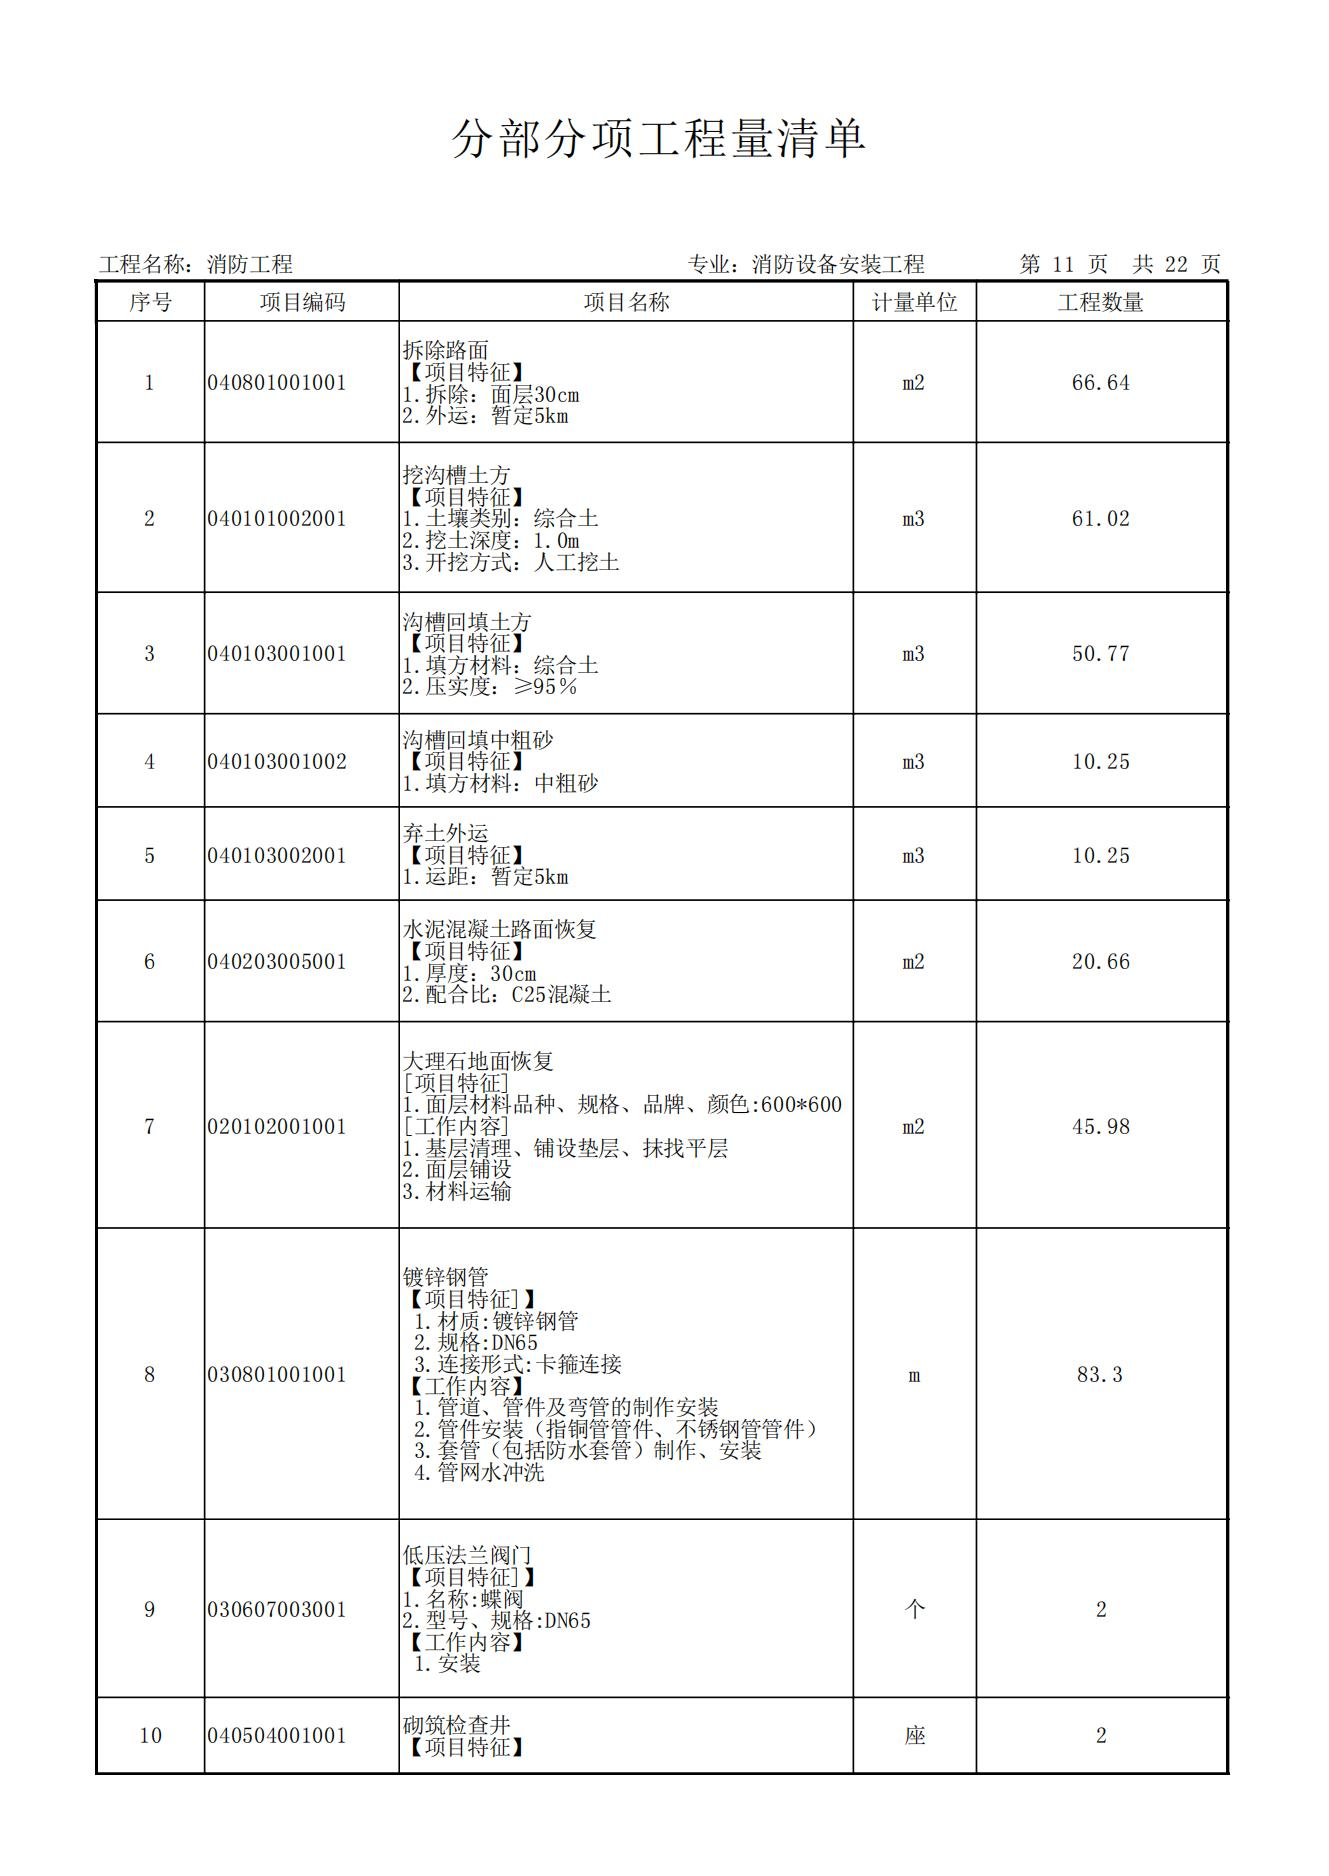 分部分项工程量清单
工程名称：消防工程 专业：消防设备安装工程 第 11 页 共 22 页
序号 项目编码 项目名称 计量单位 工程数量
1 040801001001 拆除路面 m2 66.64
【项目特征】
1.拆除：面层30cm
2.外运：暂定5km
2 040101002001 挖沟槽土方 m3 61.02
【项目特征】
1.土壤类别：综合土
2.挖土深度：1.0m
3.开挖方式：人工挖土
3 040103001001 沟槽回填土方 m3 50.77
【项目特征】
1.填方材料：综合土
2.压实度：≥95％
4 040103001002 沟槽回填中粗砂 m3 10.25
【项目特征】
1.填方材料：中粗砂
5 040103002001 弃土外运 m3 10.25
【项目特征】
1.运距：暂定5km
6 040203005001 水泥混凝土路面恢复 m2 20.66
【项目特征】
1.厚度：30cm
2.配合比：C25混凝土
7 020102001001 大理石地面恢复 m2 45.98
[项目特征]
1.面层材料品种、规格、品牌、颜色:600*600
[工作内容]
1.基层清理、铺设垫层、抹找平层
2.面层铺设
3.材料运输
8 030801001001 镀锌钢管 m 83.3
【项目特征]】
1.材质:镀锌钢管
2.规格:DN65
3.连接形式:卡箍连接
【工作内容】
1.管道、管件及弯管的制作安装
2.管件安装（指铜管管件、不锈钢管管件）
3.套管（包括防水套管）制作、安装
4.管网水冲洗
9 030607003001 低压法兰阀门 个 2
【项目特征]】
1.名称:蝶阀
2.型号、规格:DN65
【工作内容】
1.安装
10 040504001001 砌筑检查井 座 2
【项目特征】